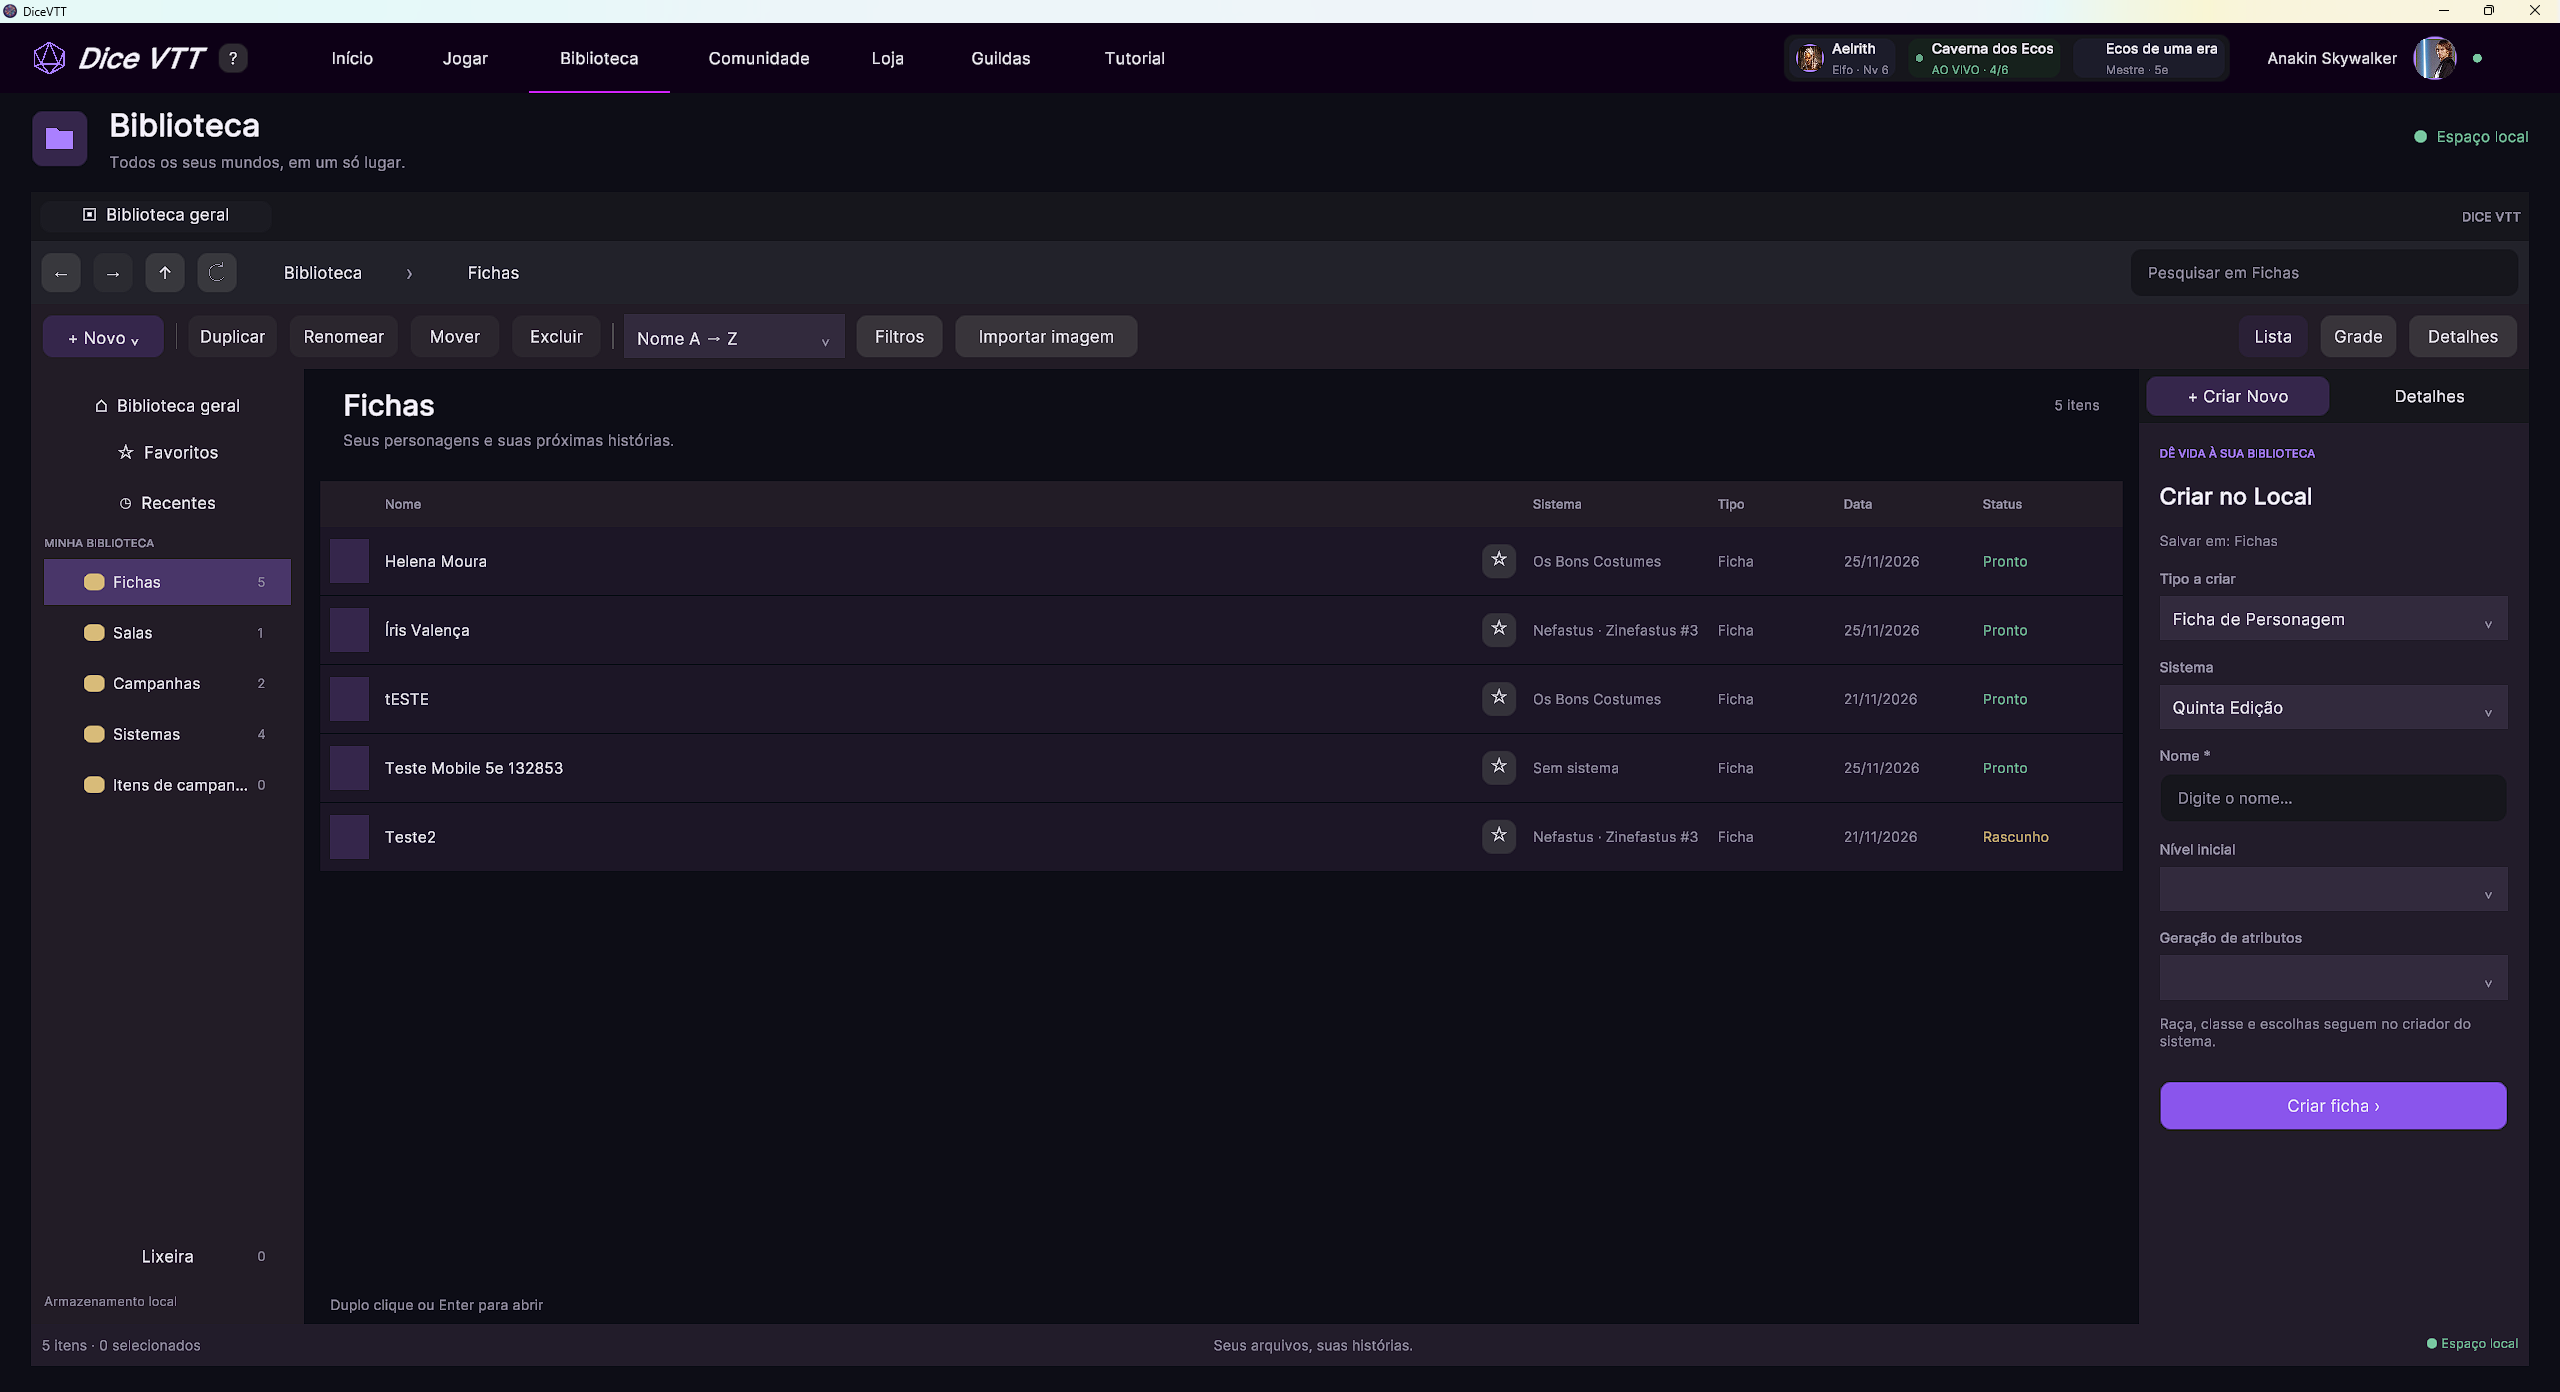 DiceVTT
Dice VTT ?
Início Jogar Biblioteca Comunidade Loja Guildas Tutorial
Aelrith
Elfo · Nv 6
Caverna dos Ecos
AO VIVO · 4/6
Ecos de uma era
Mestre · 5e
Anakin Skywalker
Biblioteca
Todos os seus mundos, em um só lugar.
Espaço local
Biblioteca geral
DICE VTT
Biblioteca › Fichas
Pesquisar em Fichas
+ Novo v
Duplicar Renomear Mover Excluir
Nome A → Z v
Filtros Importar imagem
Lista Grade Detalhes
Biblioteca geral
Favoritos
Recentes
MINHA BIBLIOTECA
Fichas 5
Salas 1
Campanhas 2
Sistemas 4
Itens de campan... 0
Lixeira 0
Armazenamento local
Fichas
5 itens
Seus personagens e suas próximas histórias.
Nome Sistema Tipo Data Status
Helena Moura Os Bons Costumes Ficha 25/11/2026 Pronto
Íris Valença Nefastus · Zinefastus #3 Ficha 25/11/2026 Pronto
tESTE Os Bons Costumes Ficha 21/11/2026 Pronto
Teste Mobile 5e 132853 Sem sistema Ficha 25/11/2026 Pronto
Teste2 Nefastus · Zinefastus #3 Ficha 21/11/2026 Rascunho
Duplo clique ou Enter para abrir
+ Criar Novo Detalhes
DÊ VIDA À SUA BIBLIOTECA
Criar no Local
Salvar em: Fichas
Tipo a criar
Ficha de Personagem v
Sistema
Quinta Edição v
Nome *
Digite o nome...
Nível inicial
v
Geração de atributos
v
Raça, classe e escolhas seguem no criador do
sistema.
Criar ficha ›
5 itens · 0 selecionados
Seus arquivos, suas histórias.
Espaço local